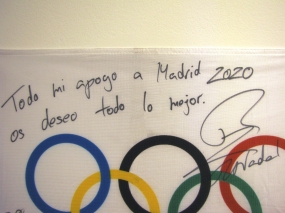 Todo mi apoyo a Madrid 2020
os deseo todo lo mejor.
Nadal